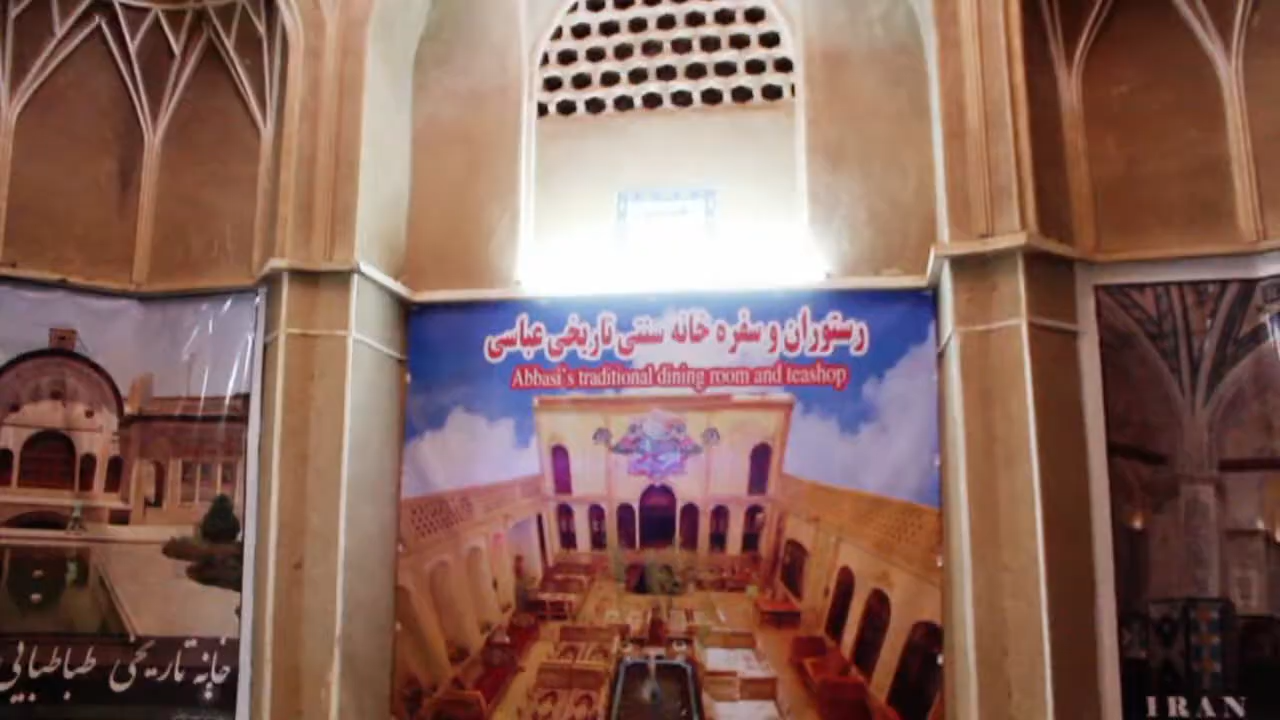 رستوران و سفره خانه سنتی تاریخی عباسی
Abbasi's traditional dining room and teashop
خانه تاریخی طباطبایی
IRAN